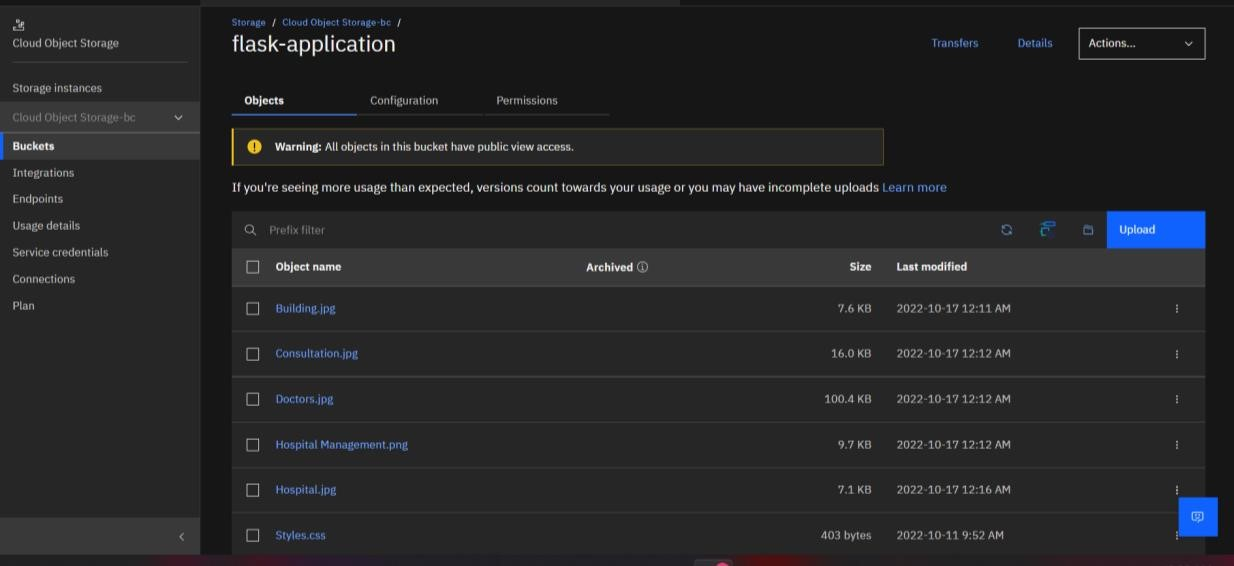 Storage / Cloud Object Storage-bc /
Cloud Object Storage
flask-application
Transfers
Details
Actions...
Storage instances
Cloud Object Storage-bc
Buckets
Integrations
Endpoints
Usage details
Service credentials
Connections
Plan
Objects Configuration Permissions
Warning: All objects in this bucket have public view access.
If you're seeing more usage than expected, versions count towards your usage or you may have incomplete uploads Learn more
Prefix filter
Upload
Object name Archived Size Last modified
Building.jpg 7.6 KB 2022-10-17 12:11 AM
Consultation.jpg 16.0 KB 2022-10-17 12:12 AM
Doctors.jpg 100.4 KB 2022-10-17 12:12 AM
Hospital Management.png 9.7 KB 2022-10-17 12:12 AM
Hospital.jpg 7.1 KB 2022-10-17 12:16 AM
Styles.css 403 bytes 2022-10-11 9:52 AM